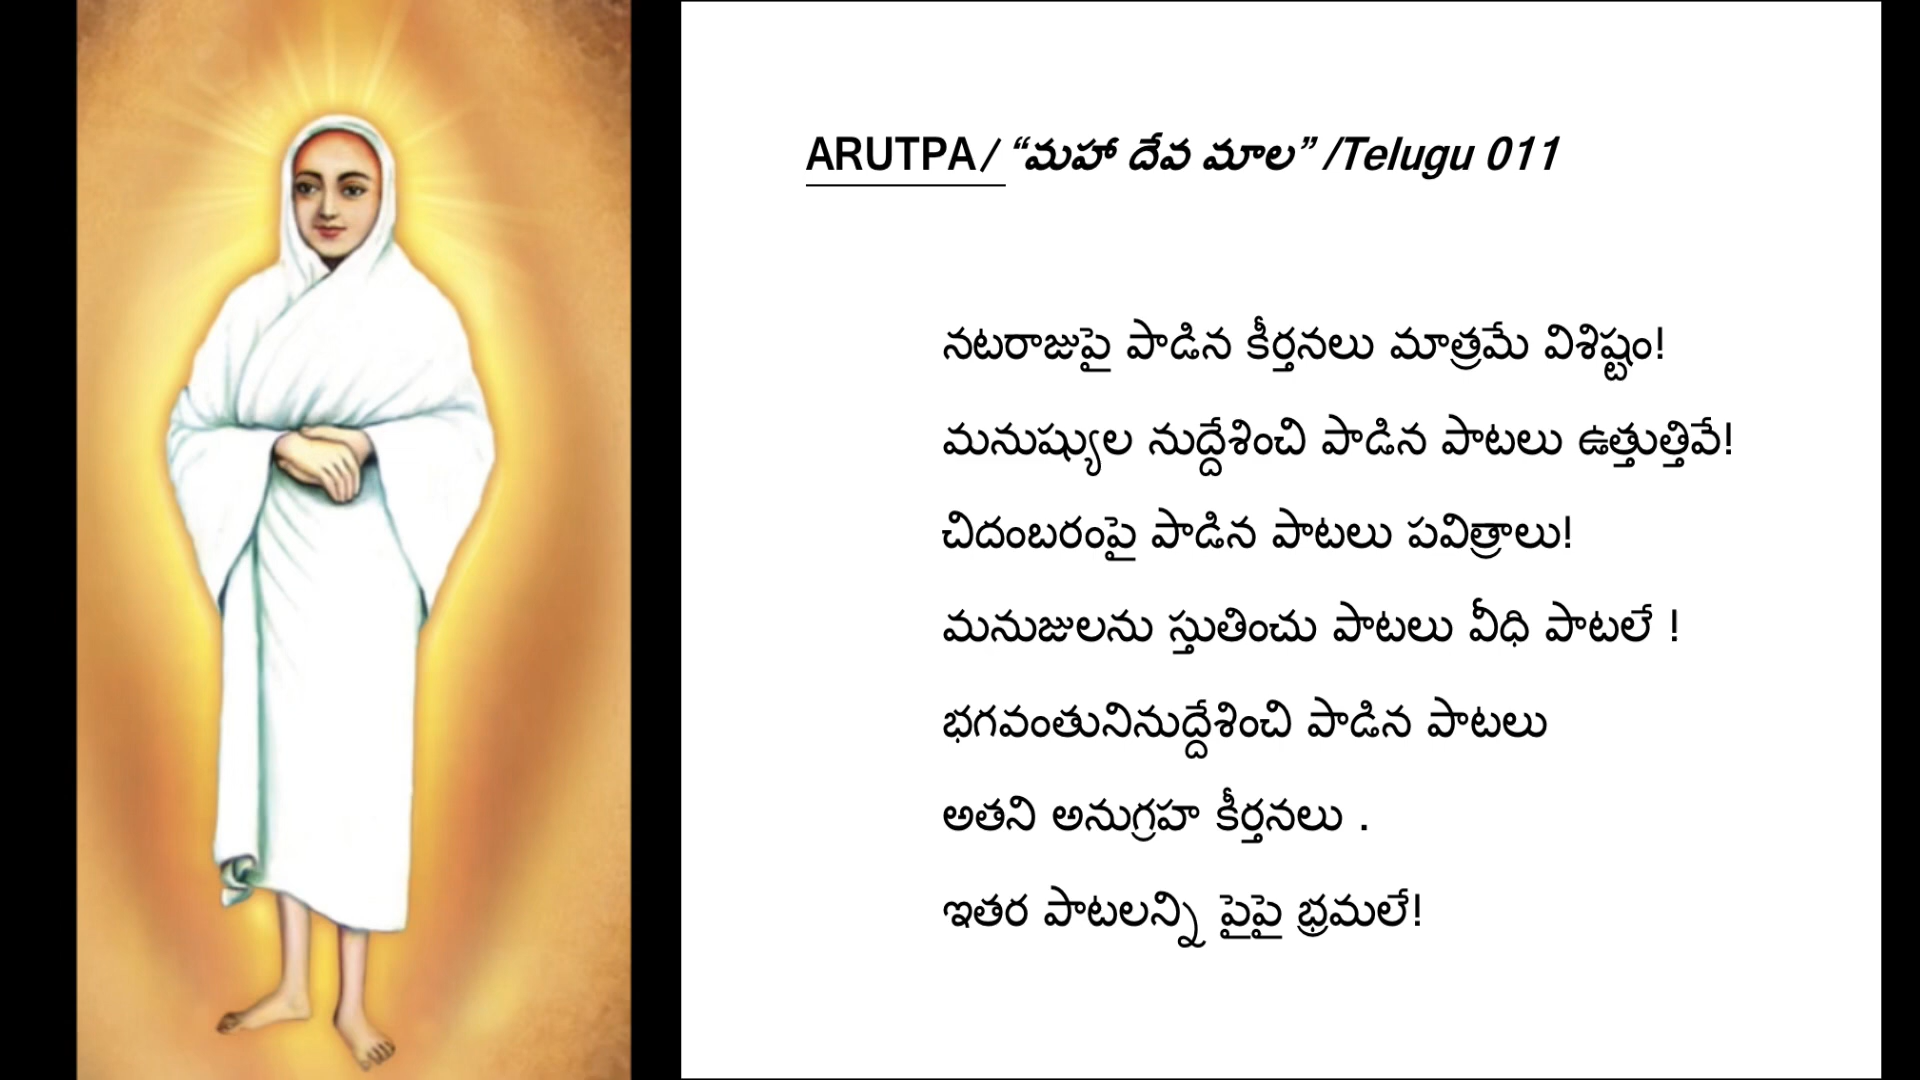 ARUTPA/ “మహా దేవ మాల” /Telugu 011
నటరాజుపై పాడిన కీర్తనలు మాత్రమే విశిష్టం!
మనుష్యుల నుద్దేశించి పాడిన పాటలు ఉత్తుత్తివే!
చిదంబరంపై పాడిన పాటలు పవిత్రాలు!
మనుజులను స్తుతించు పాటలు వీధి పాటలే !
భగవంతునినుద్దేశించి పాడిన పాటలు
అతని అనుగ్రహ కీర్తనలు .
ఇతర పాటలన్ని పైపై భ్రమలే!